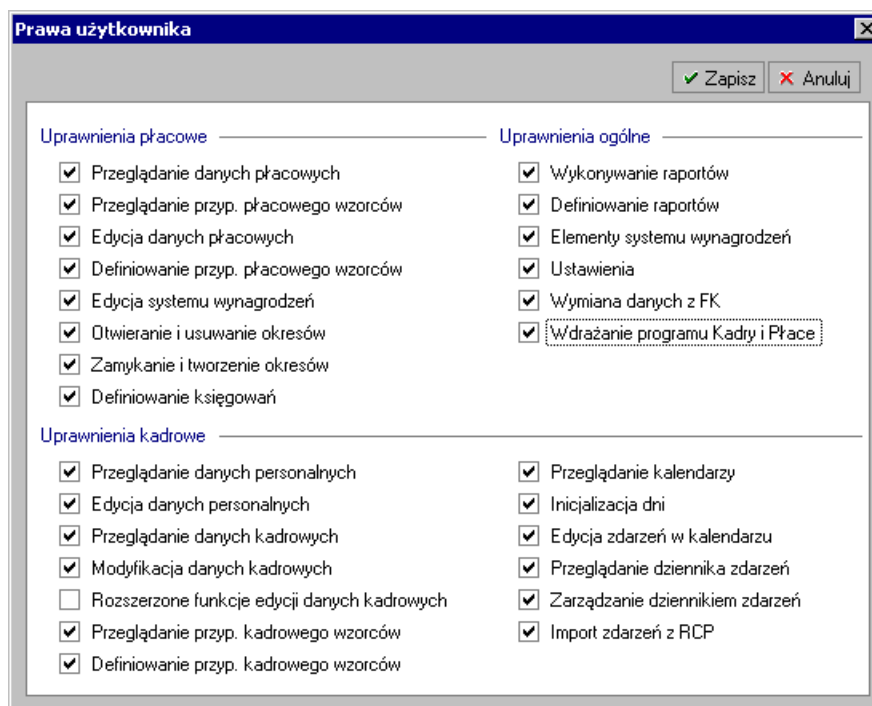 Prawa użytkownika
Zapisz
Anuluj
Uprawnienia płacowe
Przeglądanie danych płacowych
Przeglądanie przyp. płacowego wzorców
Edycja danych płacowych
Definiowanie przyp. płacowego wzorców
Edycja systemu wynagrodzeń
Otwieranie i usuwanie okresów
Zamykanie i tworzenie okresów
Definiowanie księgowań
Uprawnienia ogólne
Wykonywanie raportów
Definiowanie raportów
Elementy systemu wynagrodzeń
Ustawienia
Wymiana danych z FK
Wdrażanie programu Kadry i Płace
Uprawnienia kadrowe
Przeglądanie danych personalnych
Edycja danych personalnych
Przeglądanie danych kadrowych
Modyfikacja danych kadrowych
Rozszerzone funkcje edycji danych kadrowych
Przeglądanie przyp. kadrowego wzorców
Definiowanie przyp. kadrowego wzorców
Przeglądanie kalendarzy
Inicjalizacja dni
Edycja zdarzeń w kalendarzu
Przeglądanie dziennika zdarzeń
Zarządzanie dziennikiem zdarzeń
Import zdarzeń z RCP